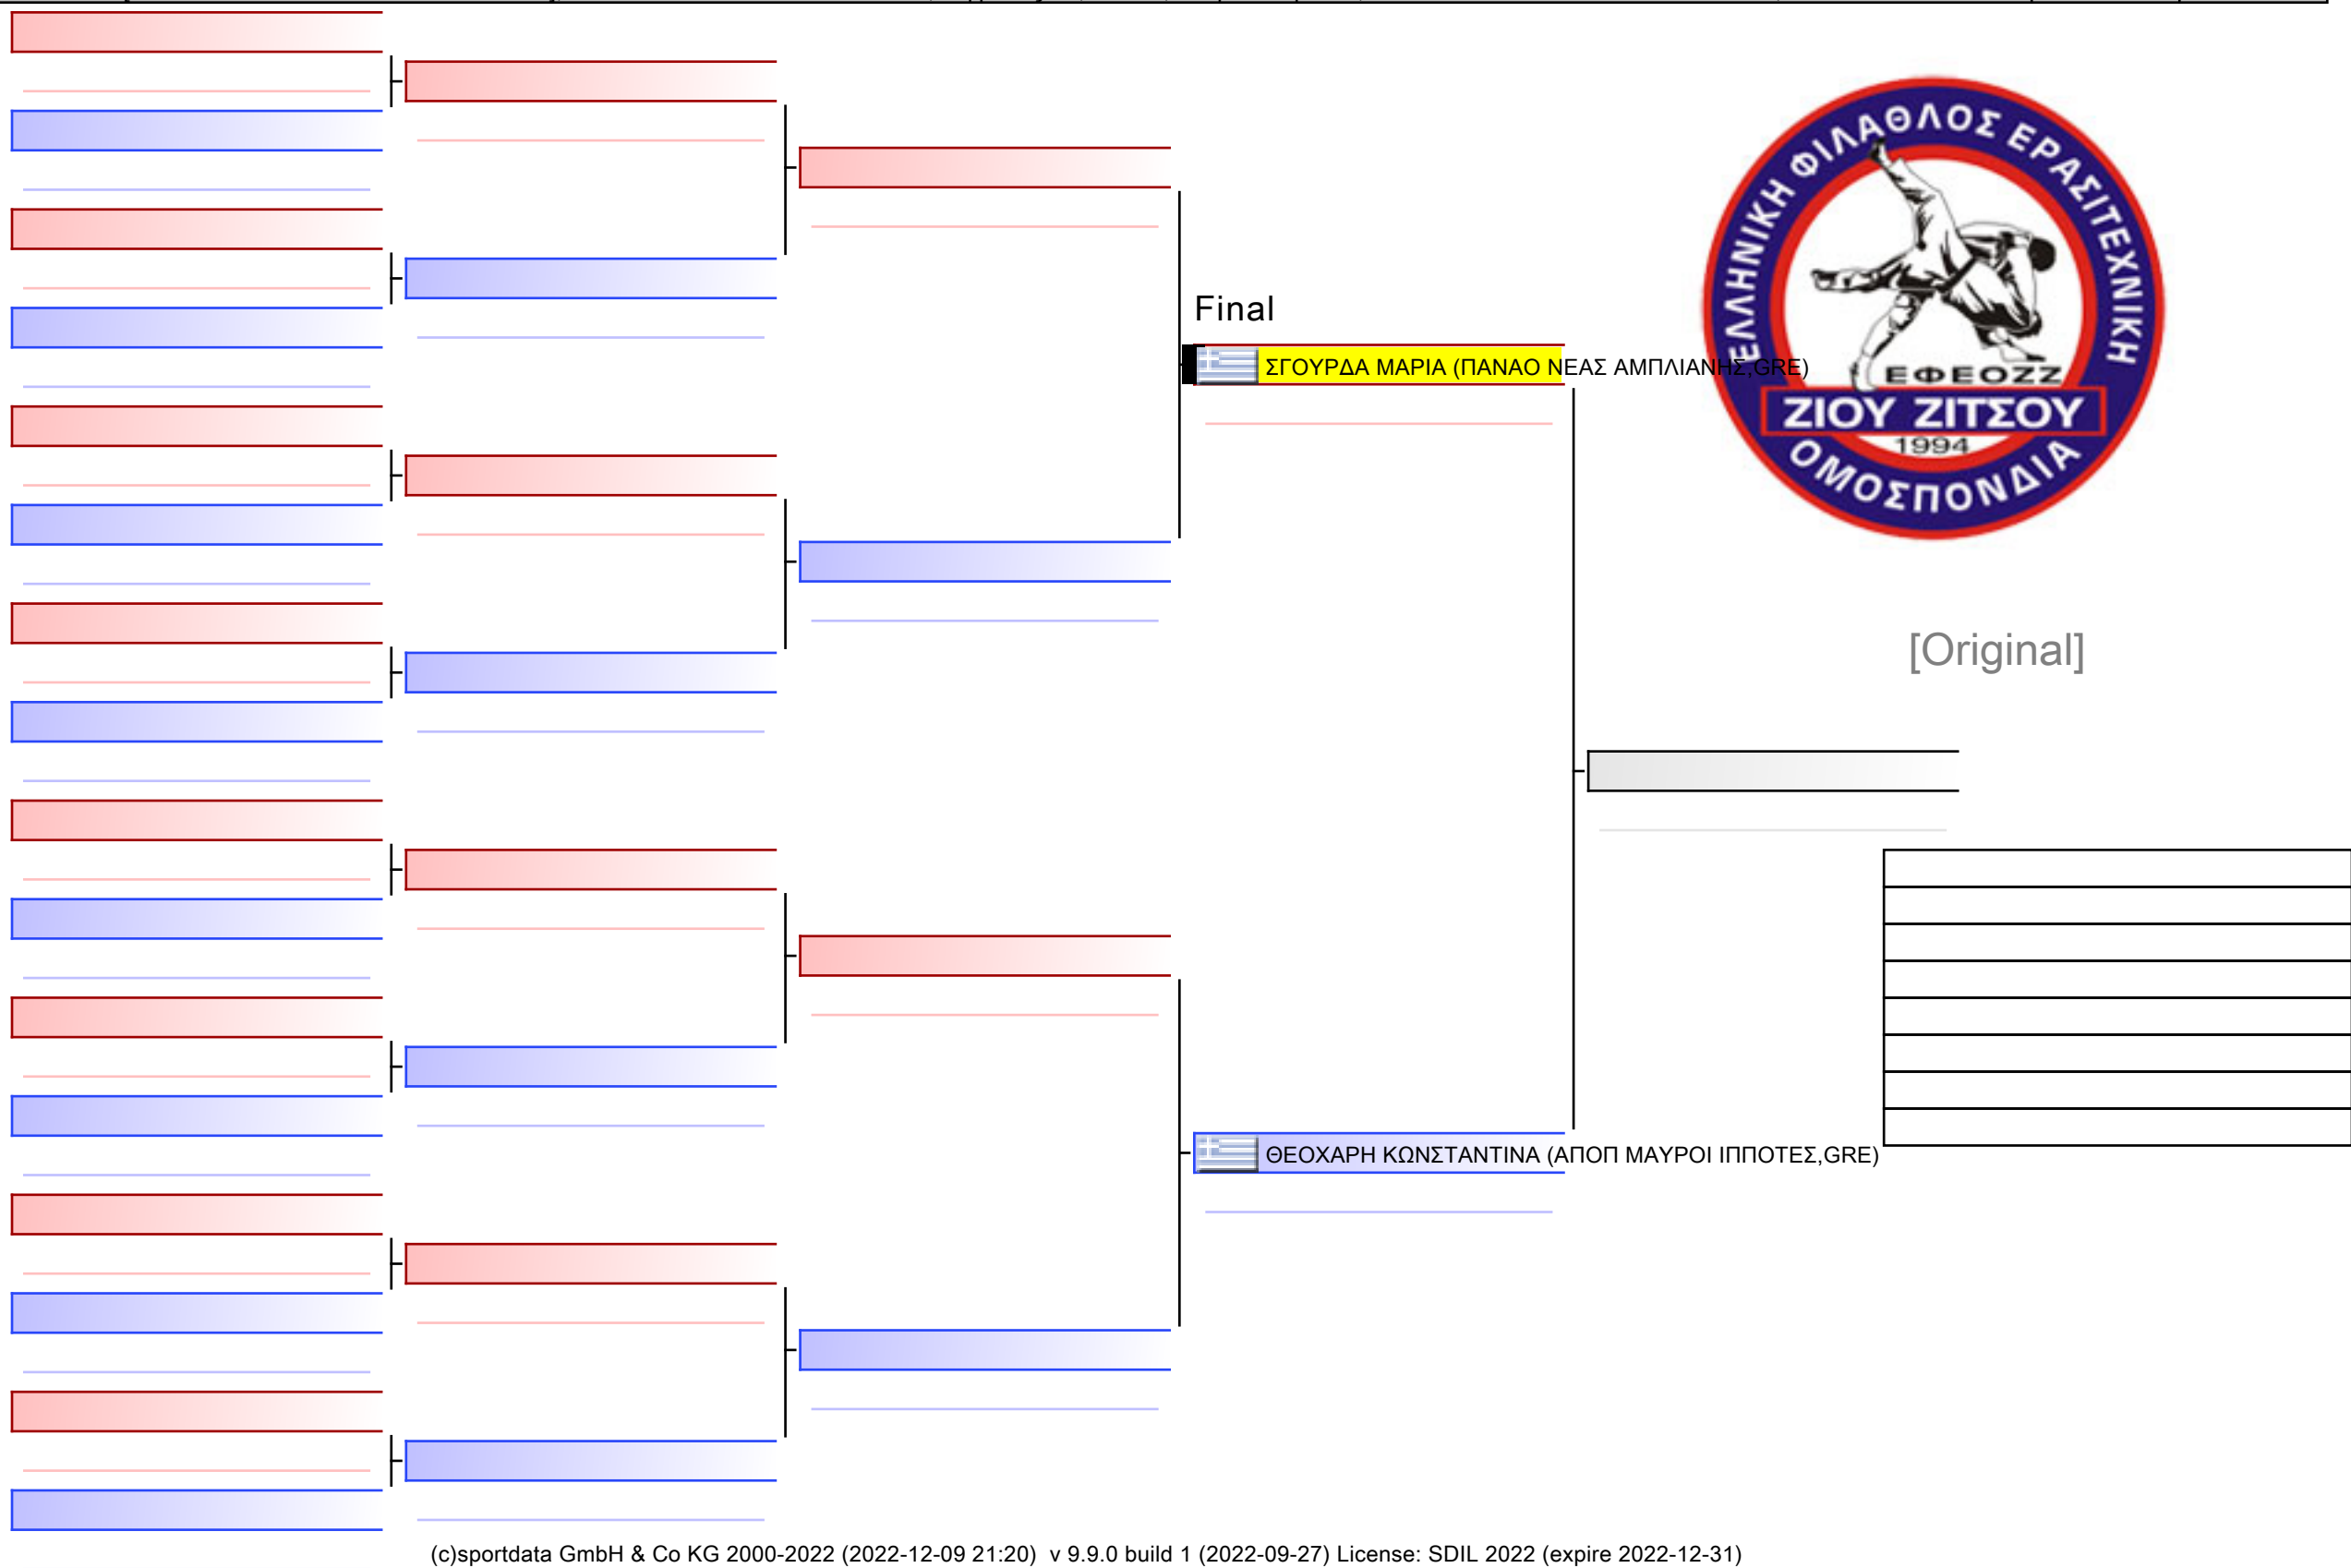 ΕΛΛΗΝΙΚΗ ΦΙΛΑΘΛΟΣ ΕΡΑΣΙΤΕΧΝΙΚΗ
Final
ΣΓΟΥΡΔΑ ΜΑΡΙΑ (ΠΑΝΑΟ ΝΕΑΣ ΑΜΠΛΙΑΝΗΣ,GRE)
ΕΦΕΟΖΖ
ΖΙΟΥ ΖΙΤΣΟΥ
1994
ΟΜΟΣΠΟΝΔΙΑ
[Original]
ΘΕΟΧΑΡΗ ΚΩΝΣΤΑΝΤΙΝΑ (ΑΠΟΠ ΜΑΥΡΟΙ ΙΠΠΟΤΕΣ,GRE)
(c)sportdata GmbH & Co KG 2000-2022 (2022-12-09 21:20) v 9.9.0 build 1 (2022-09-27) License: SDIL 2022 (expire 2022-12-31)